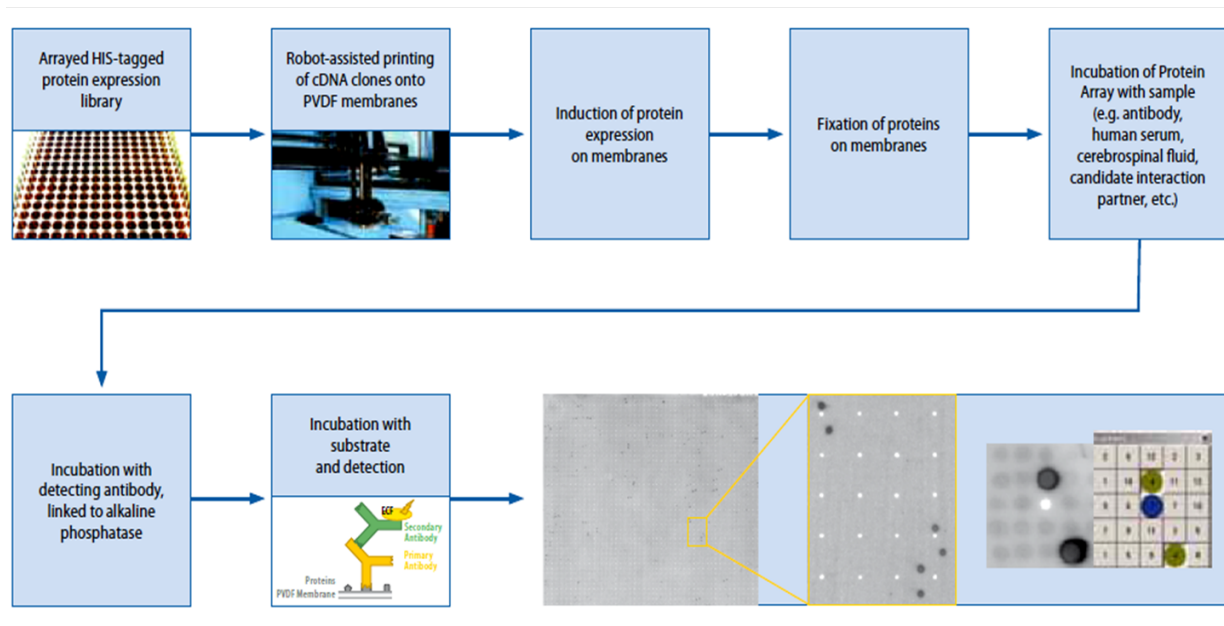 Arrayed HIS-tagged
protein expression
library
Robot-assisted printing
of cDNA clones onto
PVDF membranes
Induction of protein
expression
on membranes
Fixation of proteins
on membranes
Incubation of Protein
Array with sample
(e.g. antibody,
human serum,
cerebrospinal fluid,
candidate interaction
partner, etc.)
Incubation with
detecting antibody,
linked to alkaline
phosphatase
Incubation with
substrate
and detection
ECF
Secondary
Antibody
Primary
Antibody
Proteins
PVDF Membrane